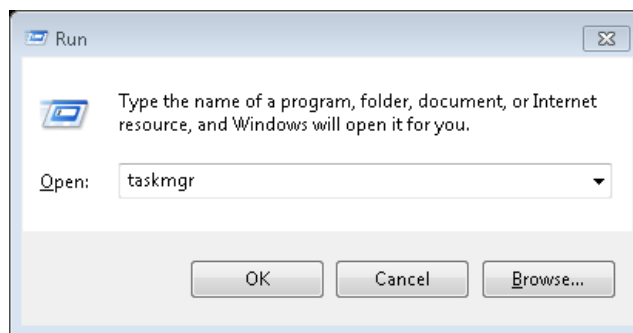 Run
Type the name of a program, folder, document, or Internet
resource, and Windows will open it for you.
Open: taskmgr
OK Cancel Browse...